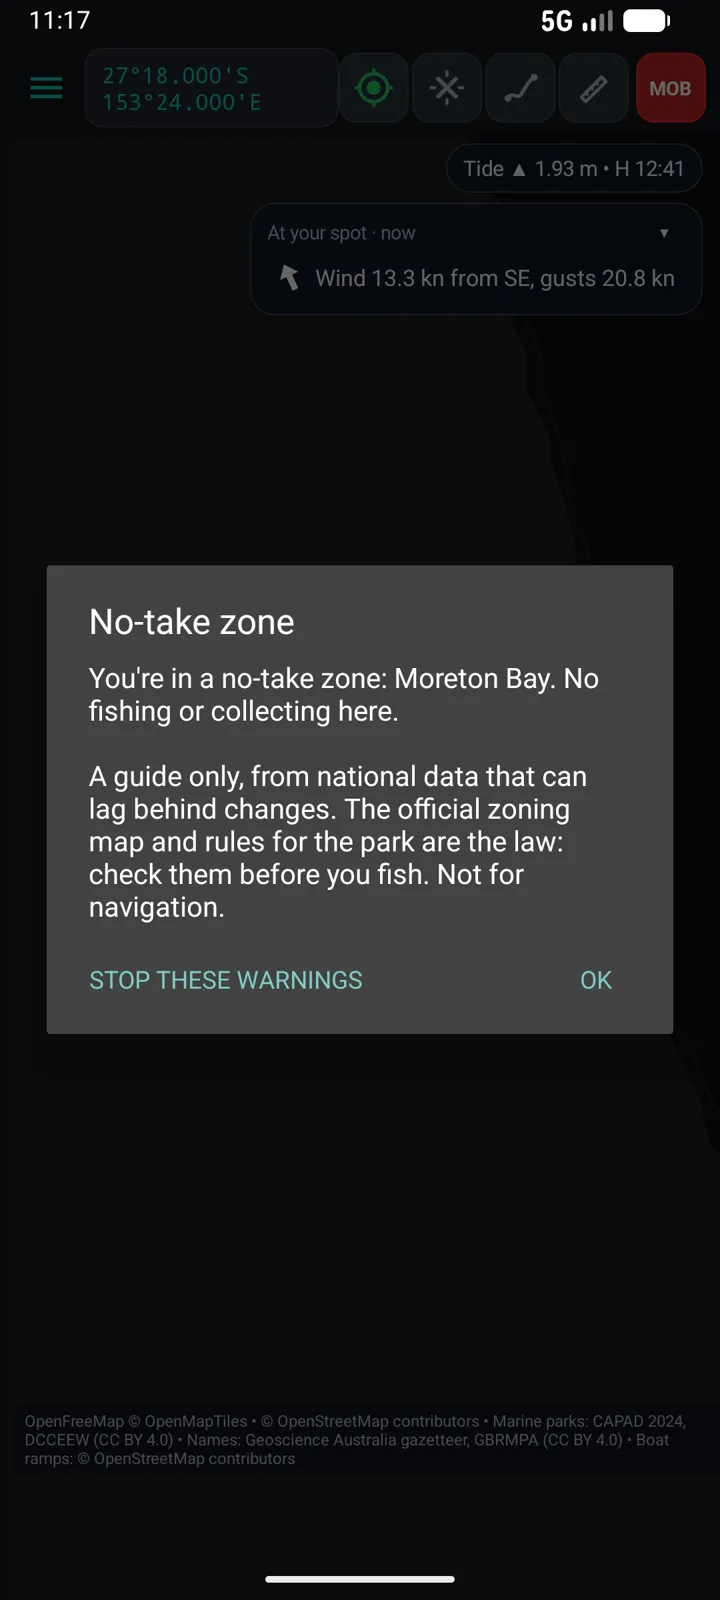 11:17
5G
27°18.000'S
153°24.000'E
MOB
Tide ▲ 1.93 m • H 12:41
At your spot · now ▼
Wind 13.3 kn from SE, gusts 20.8 kn
No-take zone
You're in a no-take zone: Moreton Bay. No
fishing or collecting here.
A guide only, from national data that can
lag behind changes. The official zoning
map and rules for the park are the law:
check them before you fish. Not for
navigation.
STOP THESE WARNINGS
OK
OpenFreeMap © OpenMapTiles • © OpenStreetMap contributors • Marine parks: CAPAD 2024,
DCCEEW (CC BY 4.0) • Names: Geoscience Australia gazetteer, GBRMPA (CC BY 4.0) • Boat
ramps: © OpenStreetMap contributors